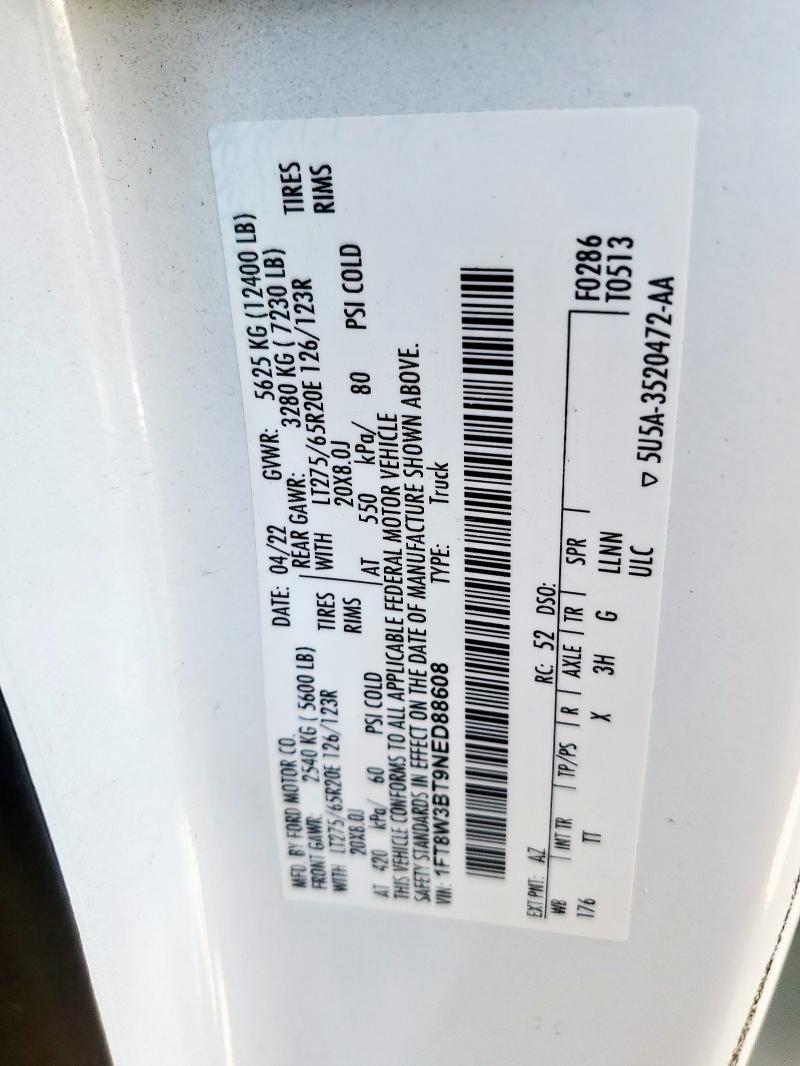 MFD. BY FORD MOTOR CO. DATE: 04/22 GVWR: 5625 KG (12400 LB)
FRONT GAWR: 2540 KG ( 5600 LB) REAR GAWR: 3280 KG ( 7230 LB)
WITH LT275/65R20E 126/123R TIRES WITH LT275/65R20E 126/123R TIRES
20X8.0J RIMS 20X8.0J RIMS
AT 420 kPa/ 60 PSI COLD AT 550 kPa/ 80 PSI COLD
THIS VEHICLE CONFORMS TO ALL APPLICABLE FEDERAL MOTOR VEHICLE
SAFETY STANDARDS IN EFFECT ON THE DATE OF MANUFACTURE SHOWN ABOVE.
VIN: 1FT8W3BT9NED88608 TYPE: Truck
EXT PNT: AZ RC: 52 DSO:
WB INT TR TP/PS R AXLE TR SPR F0286
176 TT X 3H G LLNN T0513
ULC
▽ 5U5A-3520472-AA